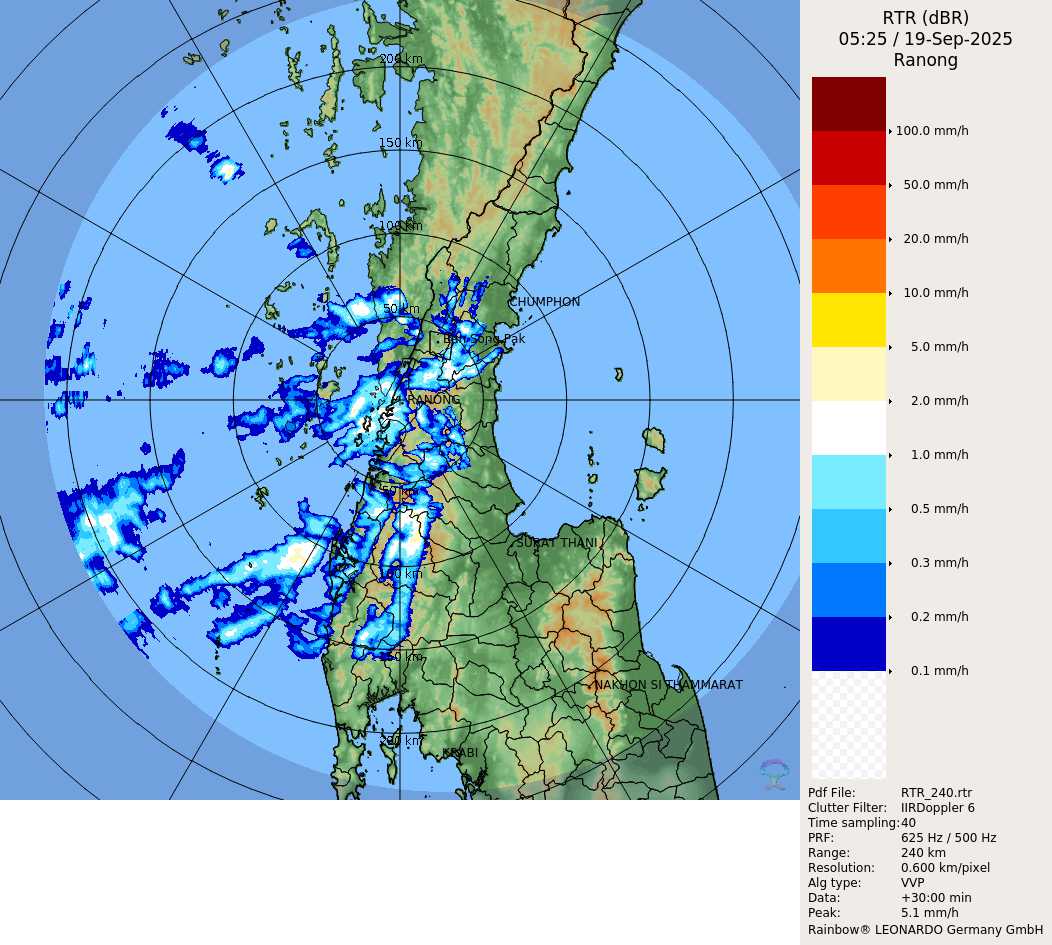 RTR (dBR)
05:25 / 19-Sep-2025
Ranong
200 km
150 km
100 km
50 km
CHUMPHON
Ban Song Pak
RANONG
50 km
SURAT THANI
100 km
150 km
NAKHON SI THAMMARAT
200 km
KRABI
100.0 mm/h
50.0 mm/h
20.0 mm/h
10.0 mm/h
5.0 mm/h
2.0 mm/h
1.0 mm/h
0.5 mm/h
0.3 mm/h
0.2 mm/h
0.1 mm/h
Pdf File: RTR_240.rtr
Clutter Filter: IIRDoppler 6
Time sampling:40
PRF: 625 Hz / 500 Hz
Range: 240 km
Resolution: 0.600 km/pixel
Alg type: VVP
Data: +30:00 min
Peak: 5.1 mm/h
Rainbow® LEONARDO Germany GmbH